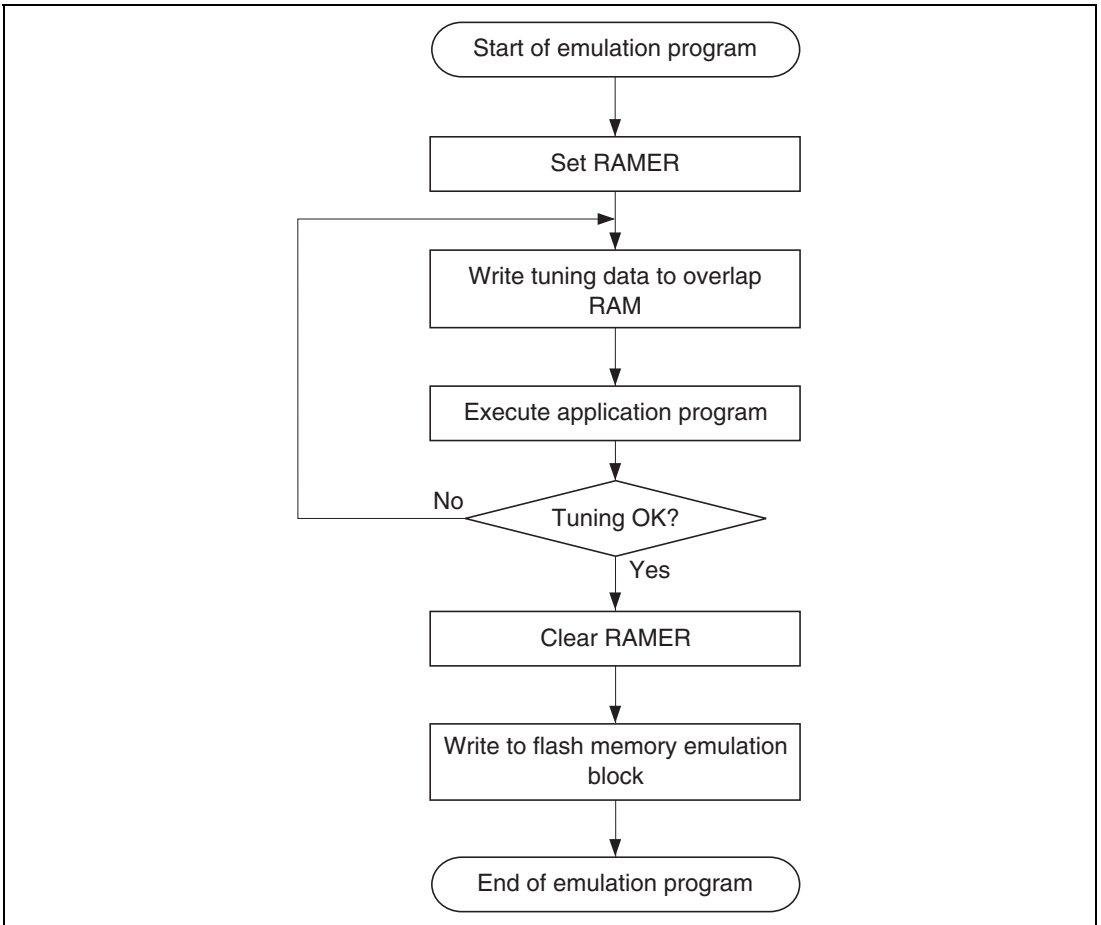 Start of emulation program
Set RAMER
Write tuning data to overlap
RAM
Execute application program
No
Tuning OK?
Yes
Clear RAMER
Write to flash memory emulation
block
End of emulation program